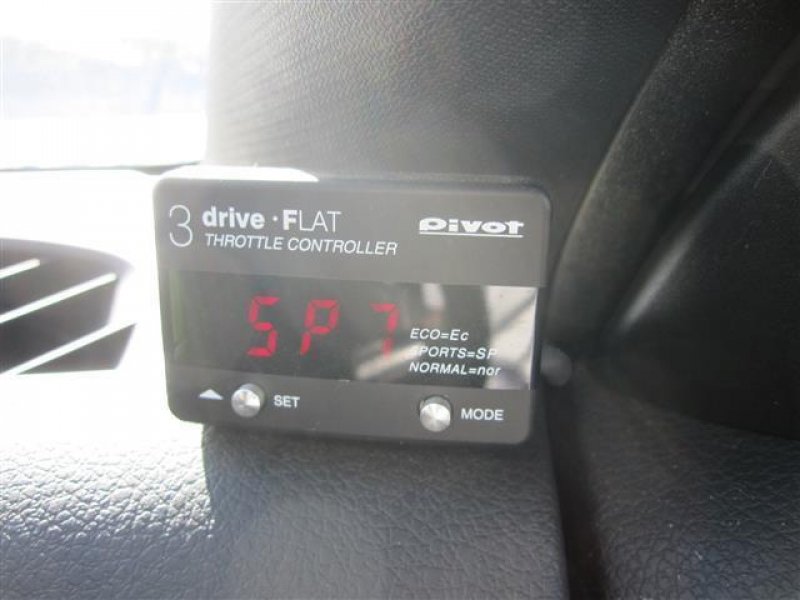 3 drive·FLAT
THROTTLE CONTROLLER
Pivot
SP7
ECO=Ec
SPORTS=SP
NORMAL=nor
SET
MODE